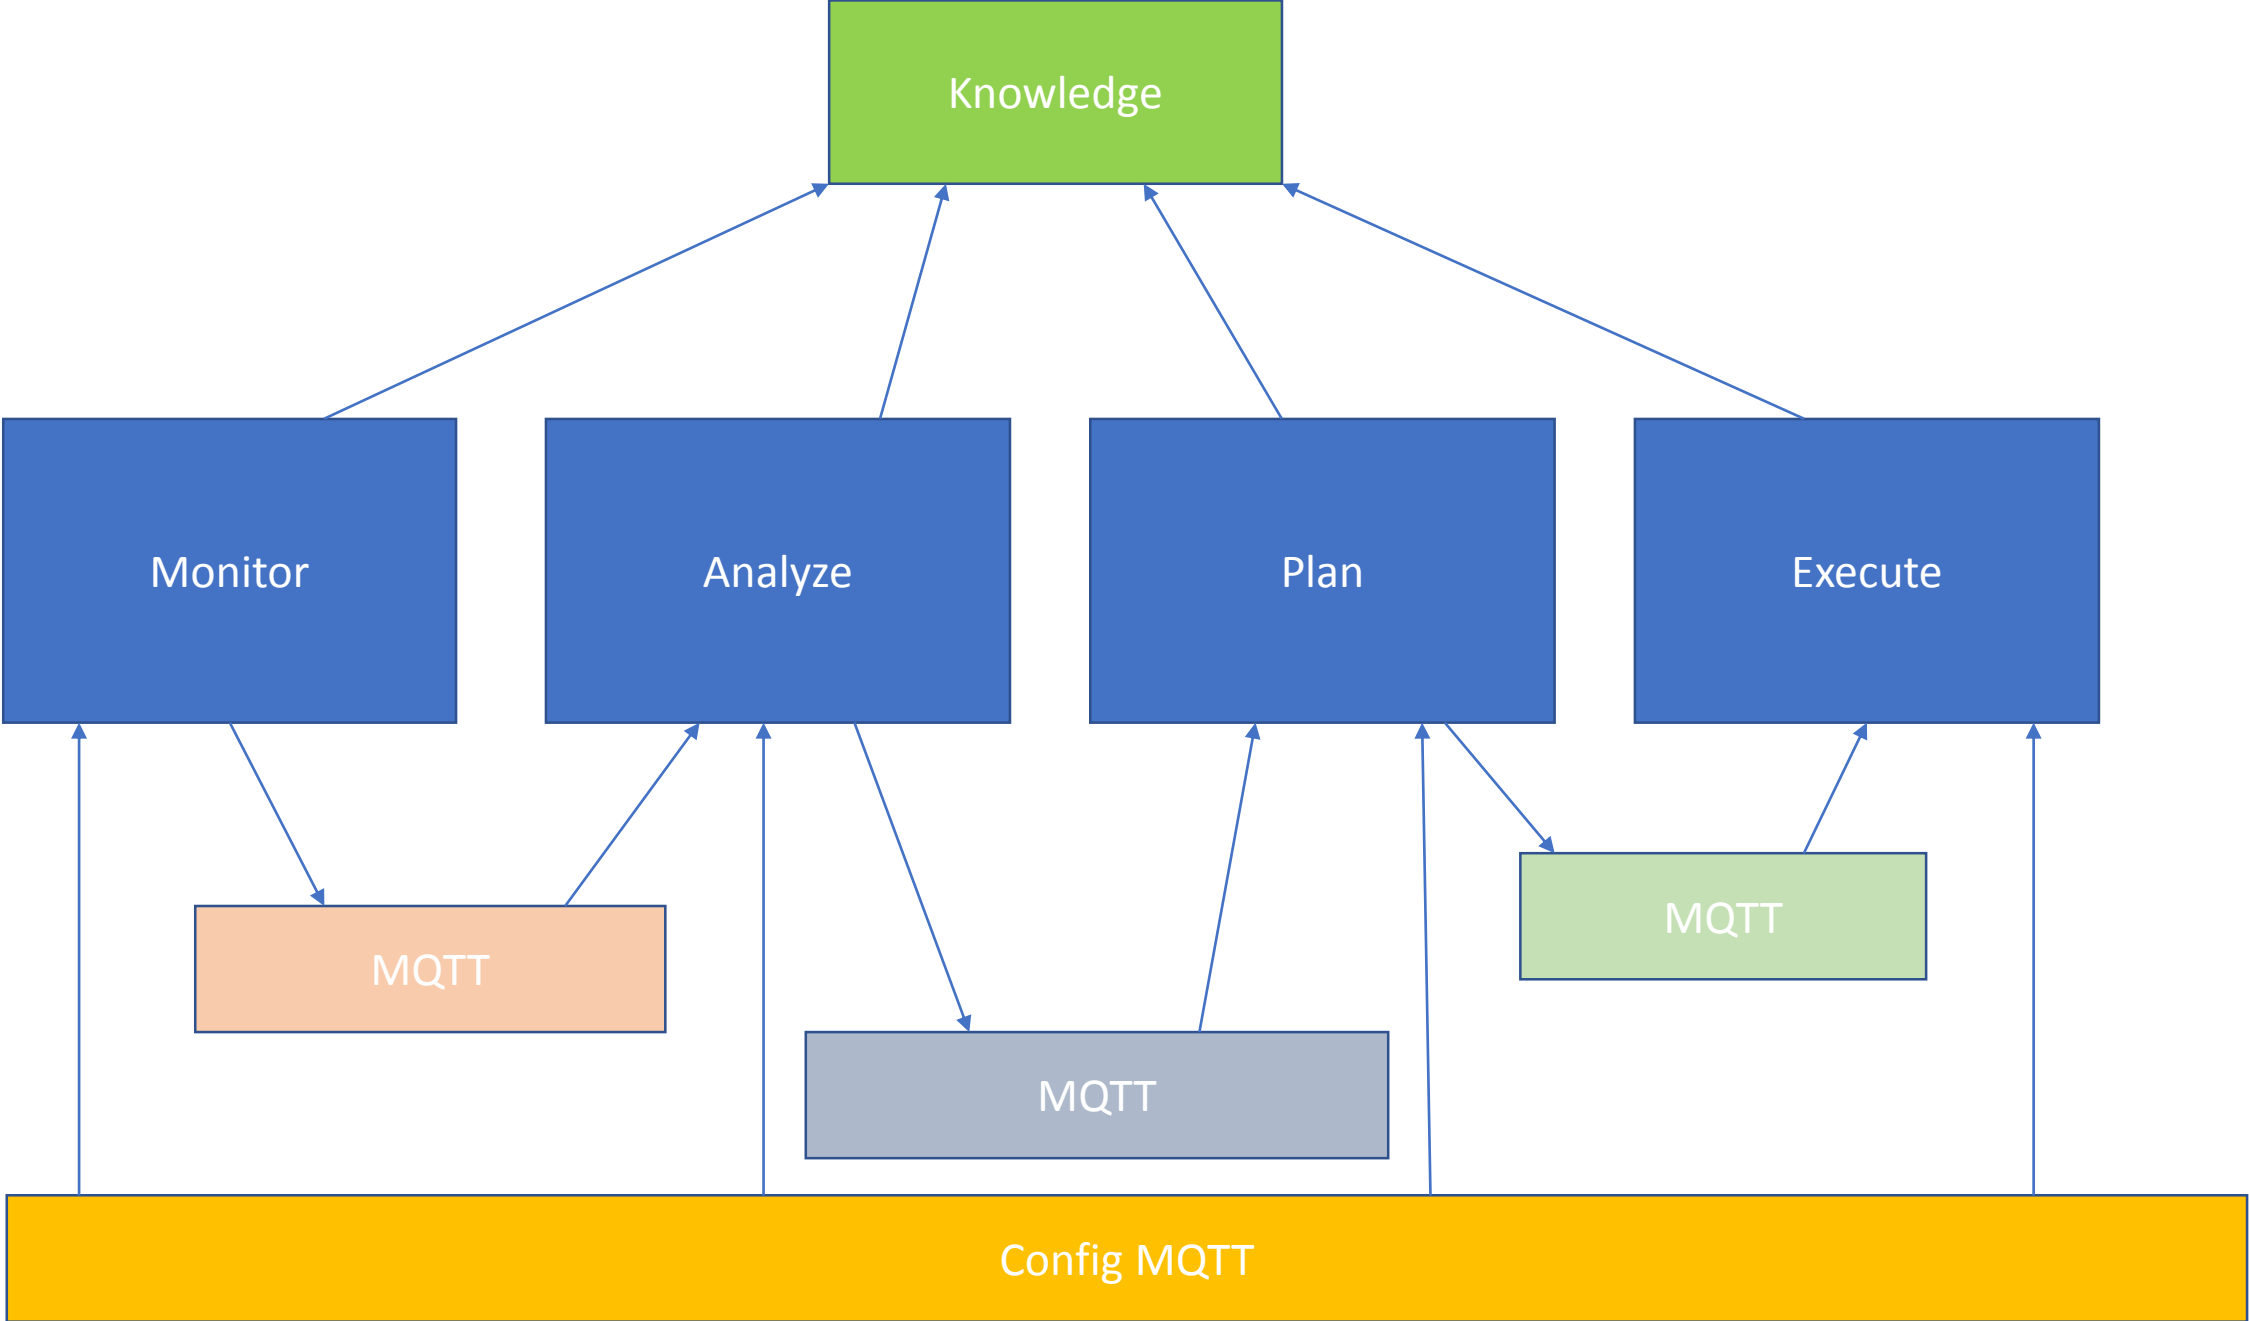 Knowledge
Monitor
Analyze
Plan
Execute
MQTT
MQTT
MQTT
Config MQTT